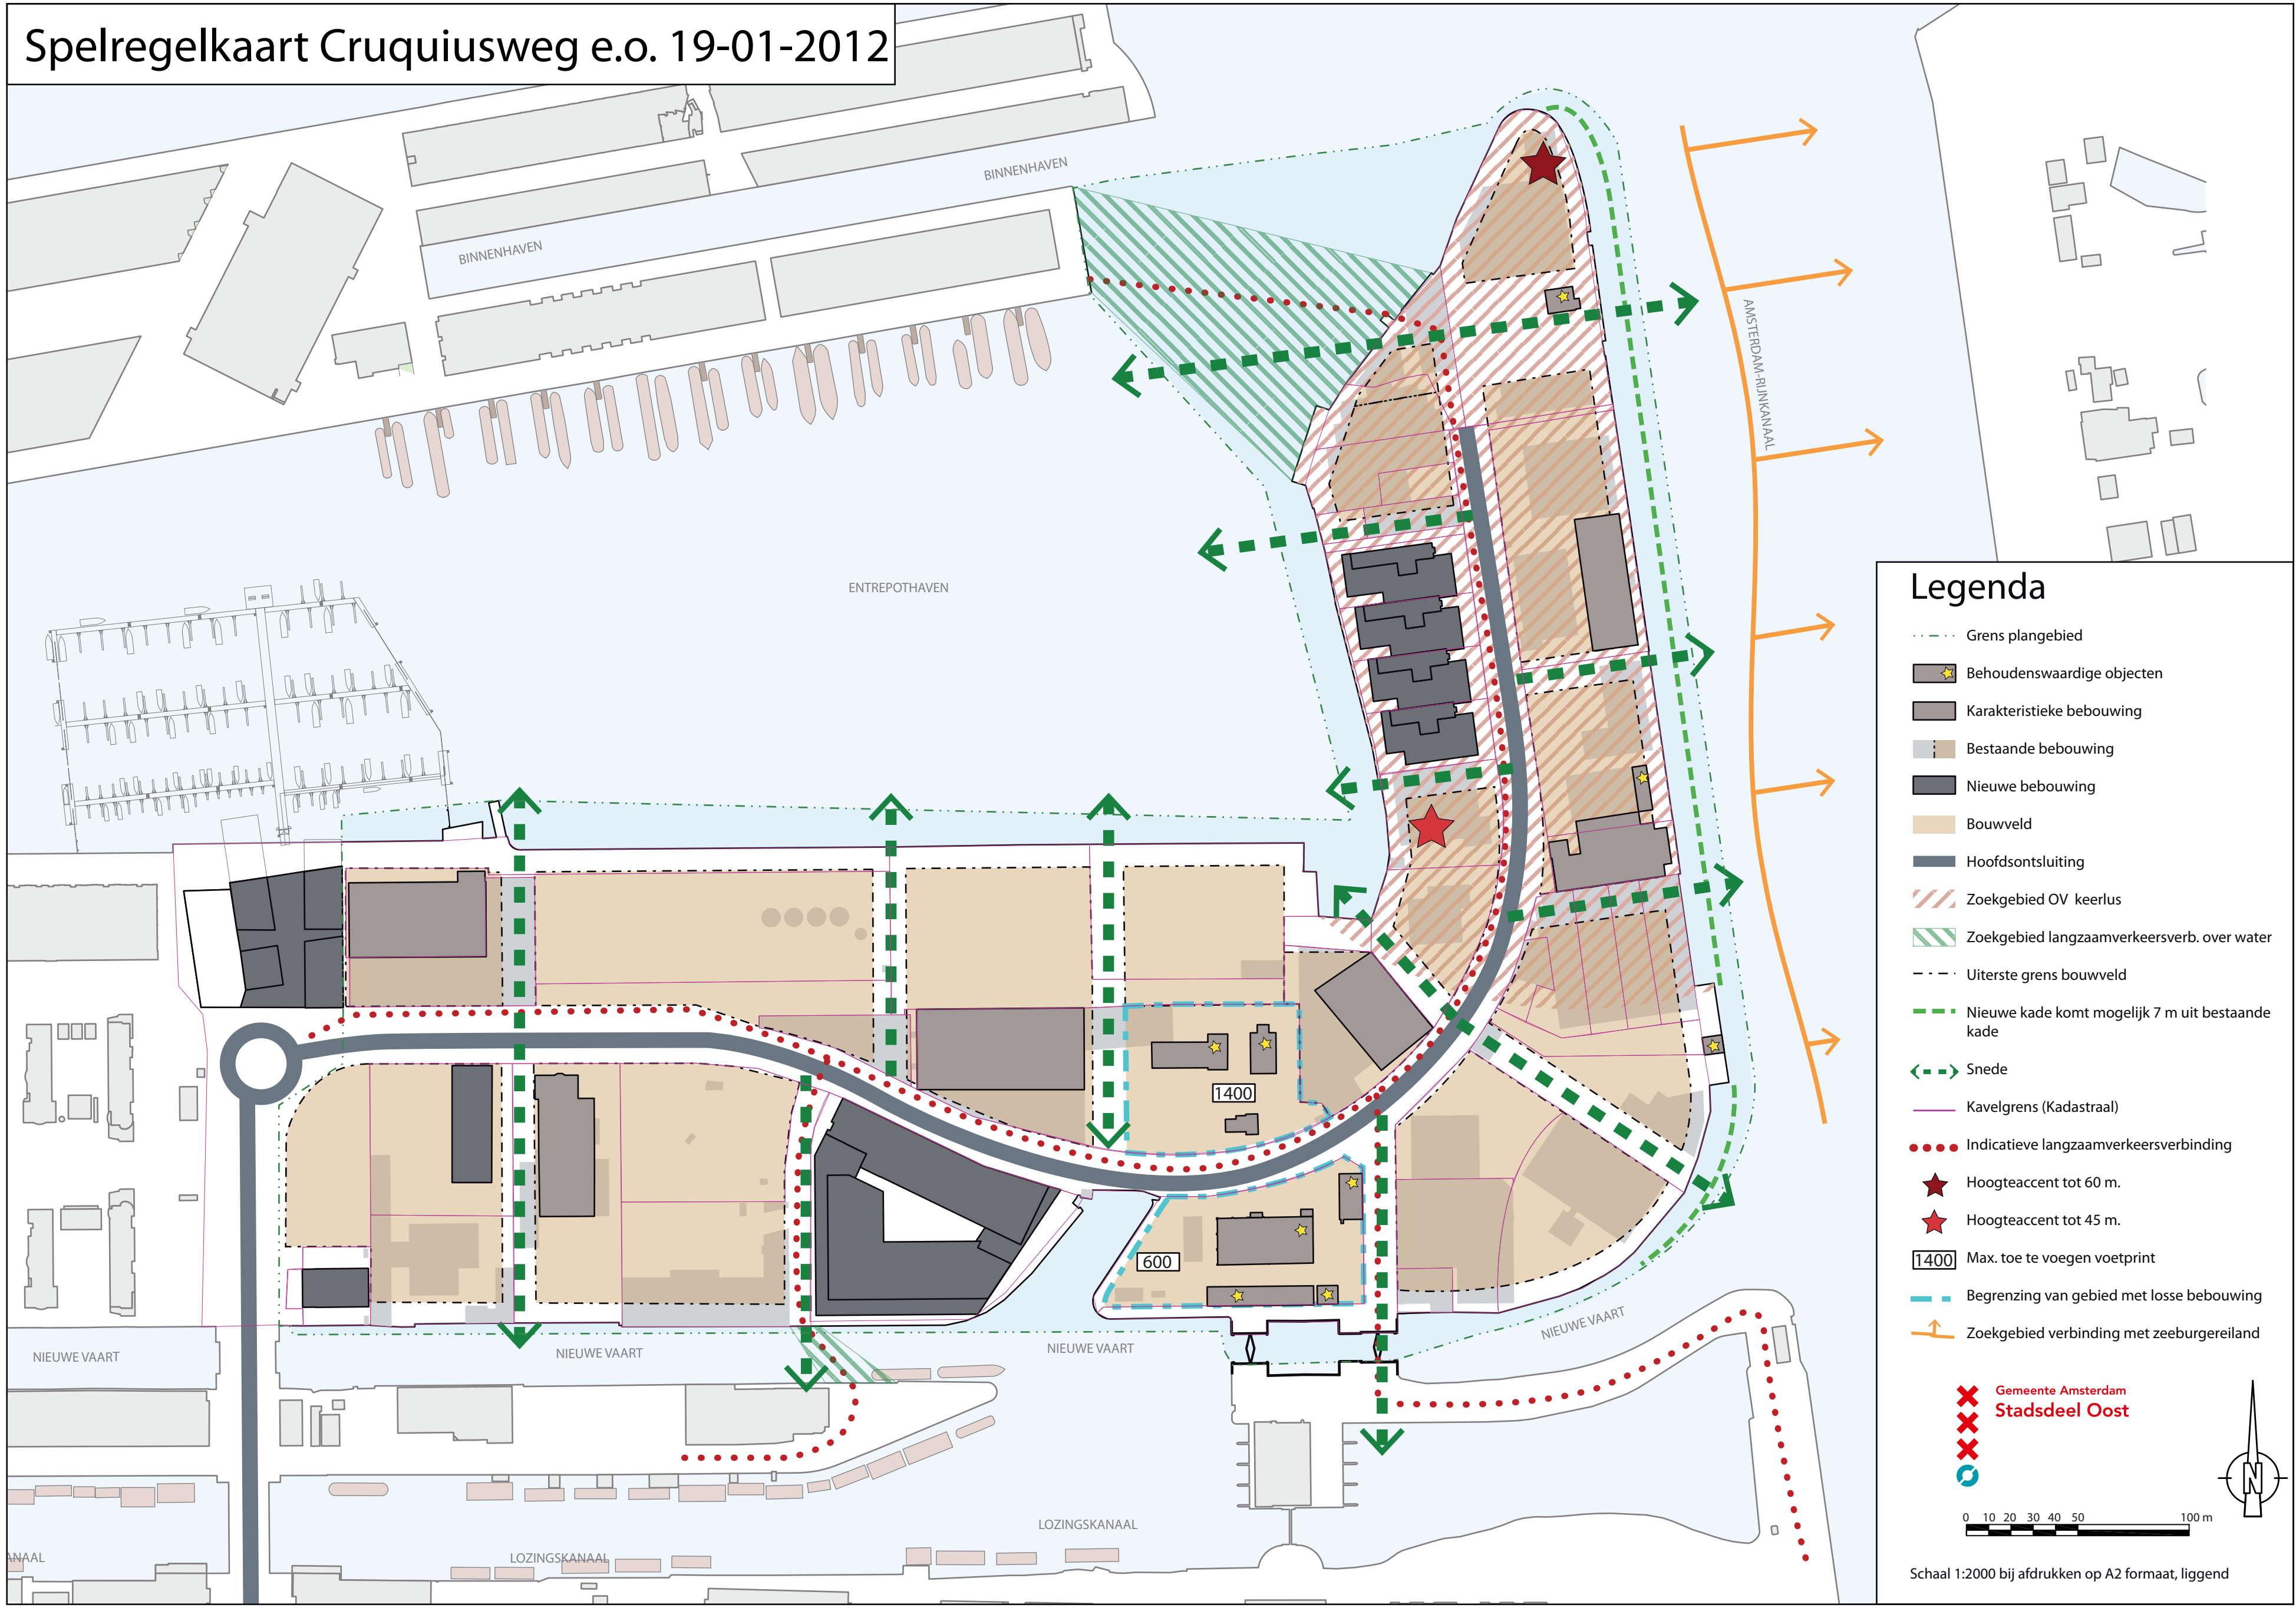 Spelregelkaart Cruquiusweg e.o. 19-01-2012
BINNENHAVEN
BINNENHAVEN
AMSTERDAM-RIJNKANAAL
ENTREPOTHAVEN
1400
600
NIEUWE VAART
NIEUWE VAART
NIEUWE VAART
NIEUWE VAART
LOZINGSKANAAL
LOZINGSKANAAL
ANAAL
Legenda
Grens plangebied
Behoudenswaardige objecten
Karakteristieke bebouwing
Bestaande bebouwing
Nieuwe bebouwing
Bouwveld
Hoofdsontsluiting
Zoekgebied OV keerlus
Zoekgebied langzaamverkeersverb. over water
Uiterste grens bouwveld
Nieuwe kade komt mogelijk 7 m uit bestaande
kade
Snede
Kavelgrens (Kadastraal)
Indicatieve langzaamverkeersverbinding
Hoogteaccent tot 60 m.
Hoogteaccent tot 45 m.
1400 Max. toe te voegen voetprint
Begrenzing van gebied met losse bebouwing
Zoekgebied verbinding met zeeburgereiland
Gemeente Amsterdam
Stadsdeel Oost
N
0 10 20 30 40 50 100 m
Schaal 1:2000 bij afdrukken op A2 formaat, liggend